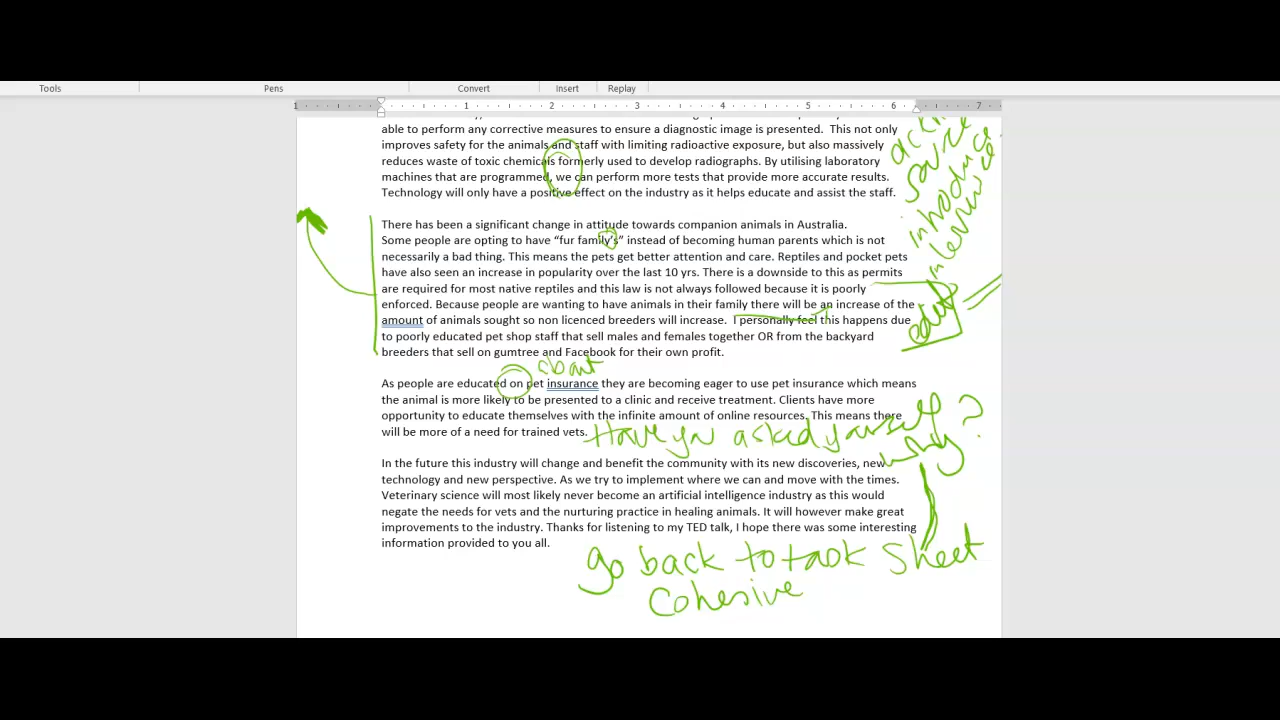 Tools Pens Convert Insert Replay
1 1 2 3 4 5 6 7
able to perform any corrective measures to ensure a diagnostic image is presented.  This not only
improves safety for the animals and staff with limiting radioactive exposure, but also massively
reduces waste of toxic chemicals formerly used to develop radiographs. By utilising laboratory
machines that are programmed, we can perform more tests that provide more accurate results.
Technology will only have a positive effect on the industry as it helps educate and assist the staff.
source
introduce
interviewee
There has been a significant change in attitude towards companion animals in Australia.
Some people are opting to have “fur family’s” instead of becoming human parents which is not
necessarily a bad thing. This means the pets get better attention and care. Reptiles and pocket pets
have also seen an increase in popularity over the last 10 yrs. There is a downside to this as permits
are required for most native reptiles and this law is not always followed because it is poorly
enforced. Because people are wanting to have animals in their family there will be an increase of the
amount of animals sought so non licenced breeders will increase.  I personally feel this happens due
to poorly educated pet shop staff that sell males and females together OR from the backyard
breeders that sell on gumtree and Facebook for their own profit.
about
As people are educated on pet insurance they are becoming eager to use pet insurance which means
the animal is more likely to be presented to a clinic and receive treatment. Clients have more
opportunity to educate themselves with the infinite amount of online resources. This means there
will be more of a need for trained vets.
Have you asked yourself
why?
In the future this industry will change and benefit the community with its new discoveries, new
technology and new perspective. As we try to implement where we can and move with the times.
Veterinary science will most likely never become an artificial intelligence industry as this would
negate the needs for vets and the nurturing practice in healing animals. It will however make great
improvements to the industry. Thanks for listening to my TED talk, I hope there was some interesting
information provided to you all.
go back to task sheet
Cohesive